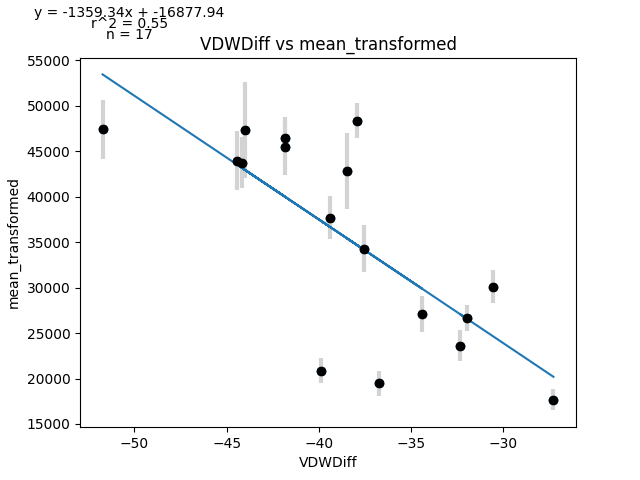 y = -1359.34x + -16877.94
r^2 = 0.55
n = 17
VDWDiff vs mean_transformed
55000
50000
45000
40000
35000
30000
25000
20000
15000
mean_transformed
−50 −45 −40 −35 −30
VDWDiff